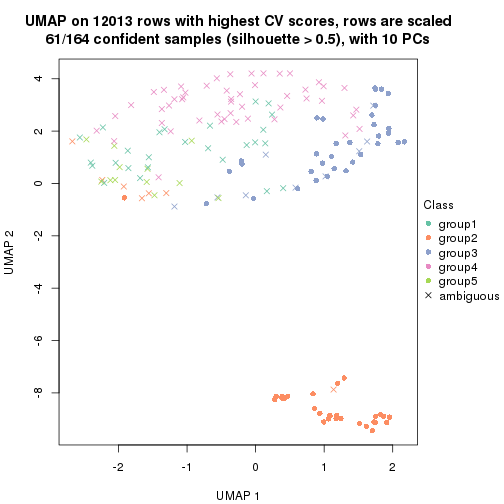 UMAP on 12013 rows with highest CV scores, rows are scaled
61/164 confident samples (silhouette > 0.5), with 10 PCs
4
2
0
-2
-4
-6
-8
UMAP 2
-2
-1
0
1
2
UMAP 1
Class
group1
group2
group3
group4
group5
ambiguous